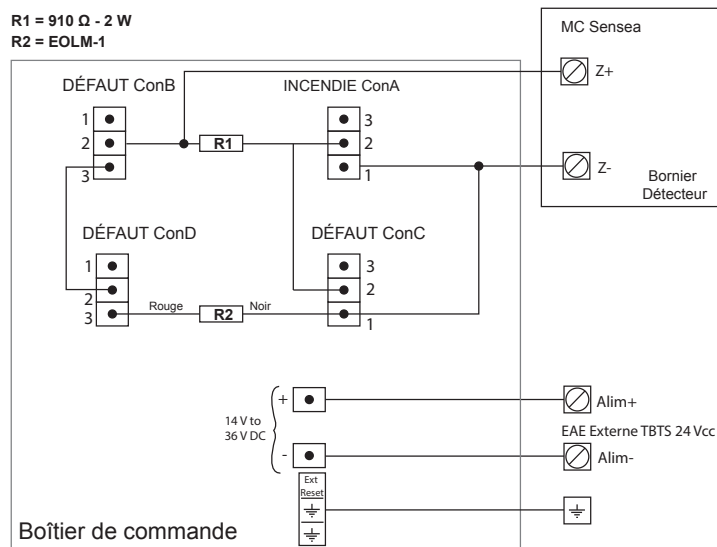 R1 = 910 Ω - 2 W
R2 = EOLM-1
MC Sensea
Z+
Z-
Bornier
Détecteur
DÉFAUT ConB
1
2
3
R1
INCENDIE ConA
3
2
1
DÉFAUT ConD
1
2
3
Rouge
R2
Noir
DÉFAUT ConC
3
2
1
14 V to
36 V DC
+
-
Alim+
EAE Externe TBTS 24 Vcc
Alim-
Ext
Reset
Boîtier de commande